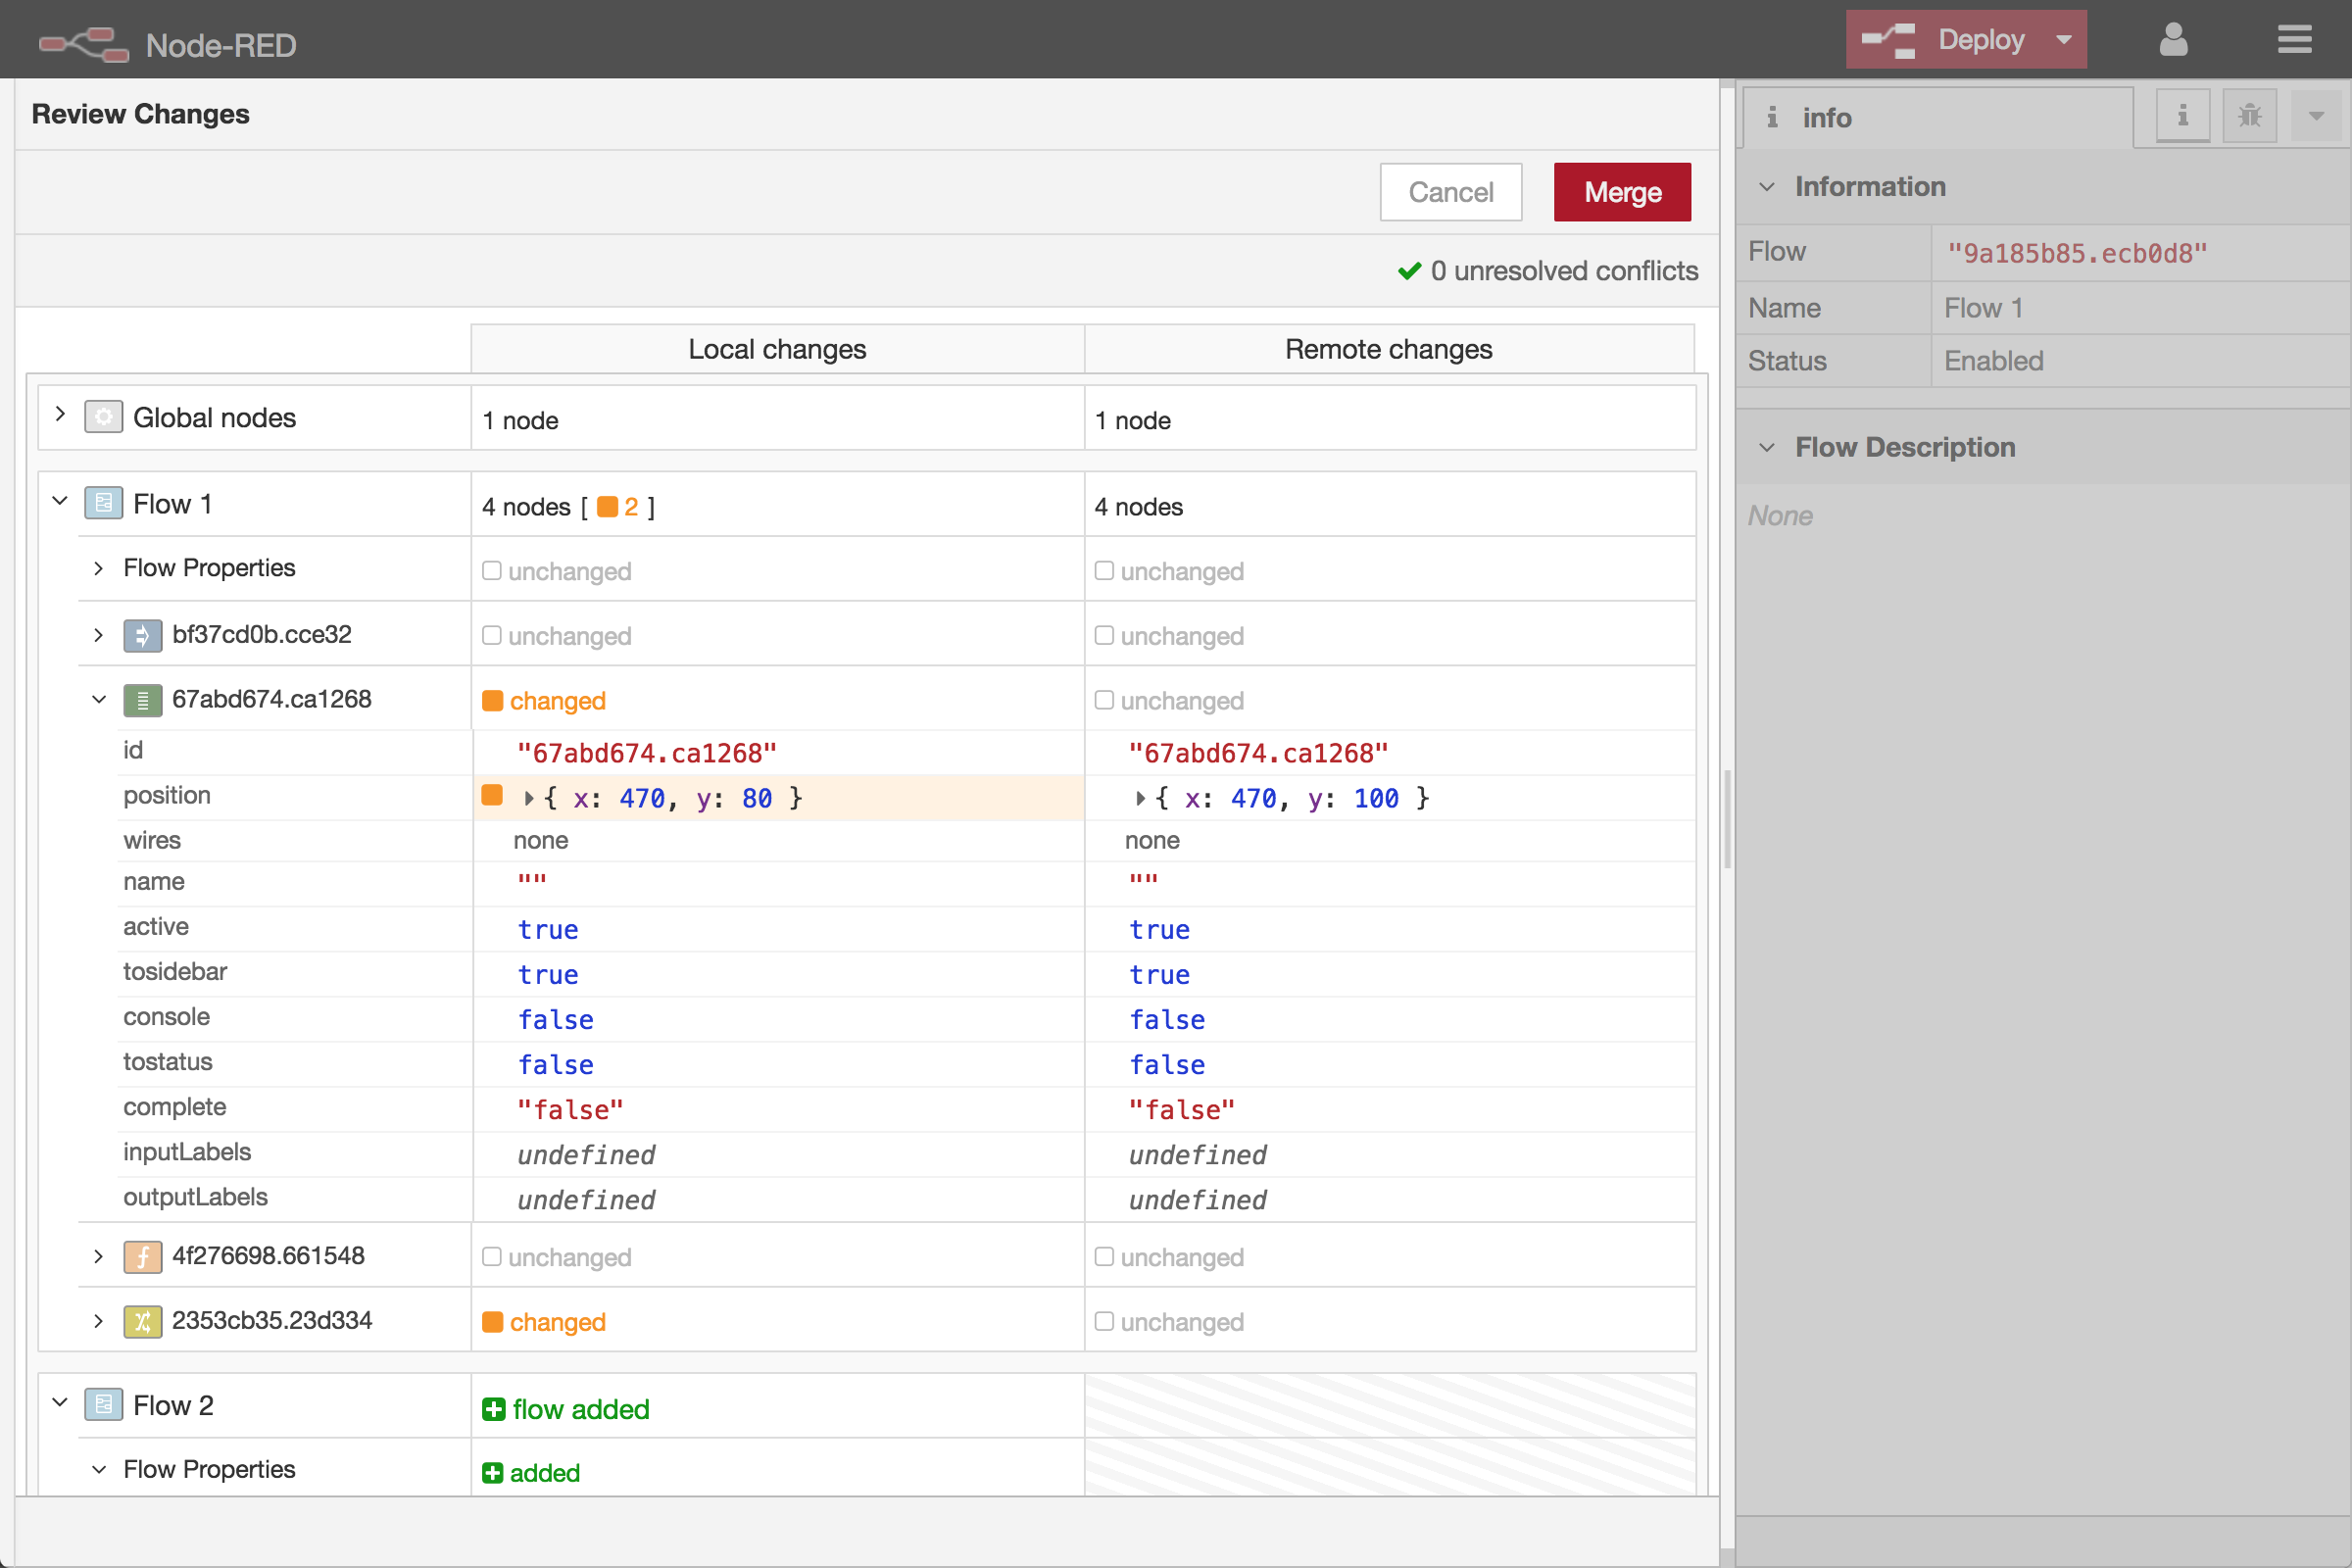 Node-RED
Deploy
Review Changes
Cancel
Merge
0 unresolved conflicts
Local changes
Remote changes
Global nodes 1 node 1 node
Flow 1 4 nodes [ 2 ] 4 nodes
Flow Properties unchanged unchanged
bf37cd0b.cce32 unchanged unchanged
67abd674.ca1268 changed unchanged
id "67abd674.ca1268" "67abd674.ca1268"
position { x: 470, y: 80 } { x: 470, y: 100 }
wires none none
name "" ""
active true true
tosidebar true true
console false false
tostatus false false
complete "false" "false"
inputLabels undefined undefined
outputLabels undefined undefined
4f276698.661548 unchanged unchanged
2353cb35.23d334 changed unchanged
Flow 2 flow added
Flow Properties added
info
Information
Flow "9a185b85.ecb0d8"
Name Flow 1
Status Enabled
Flow Description
None